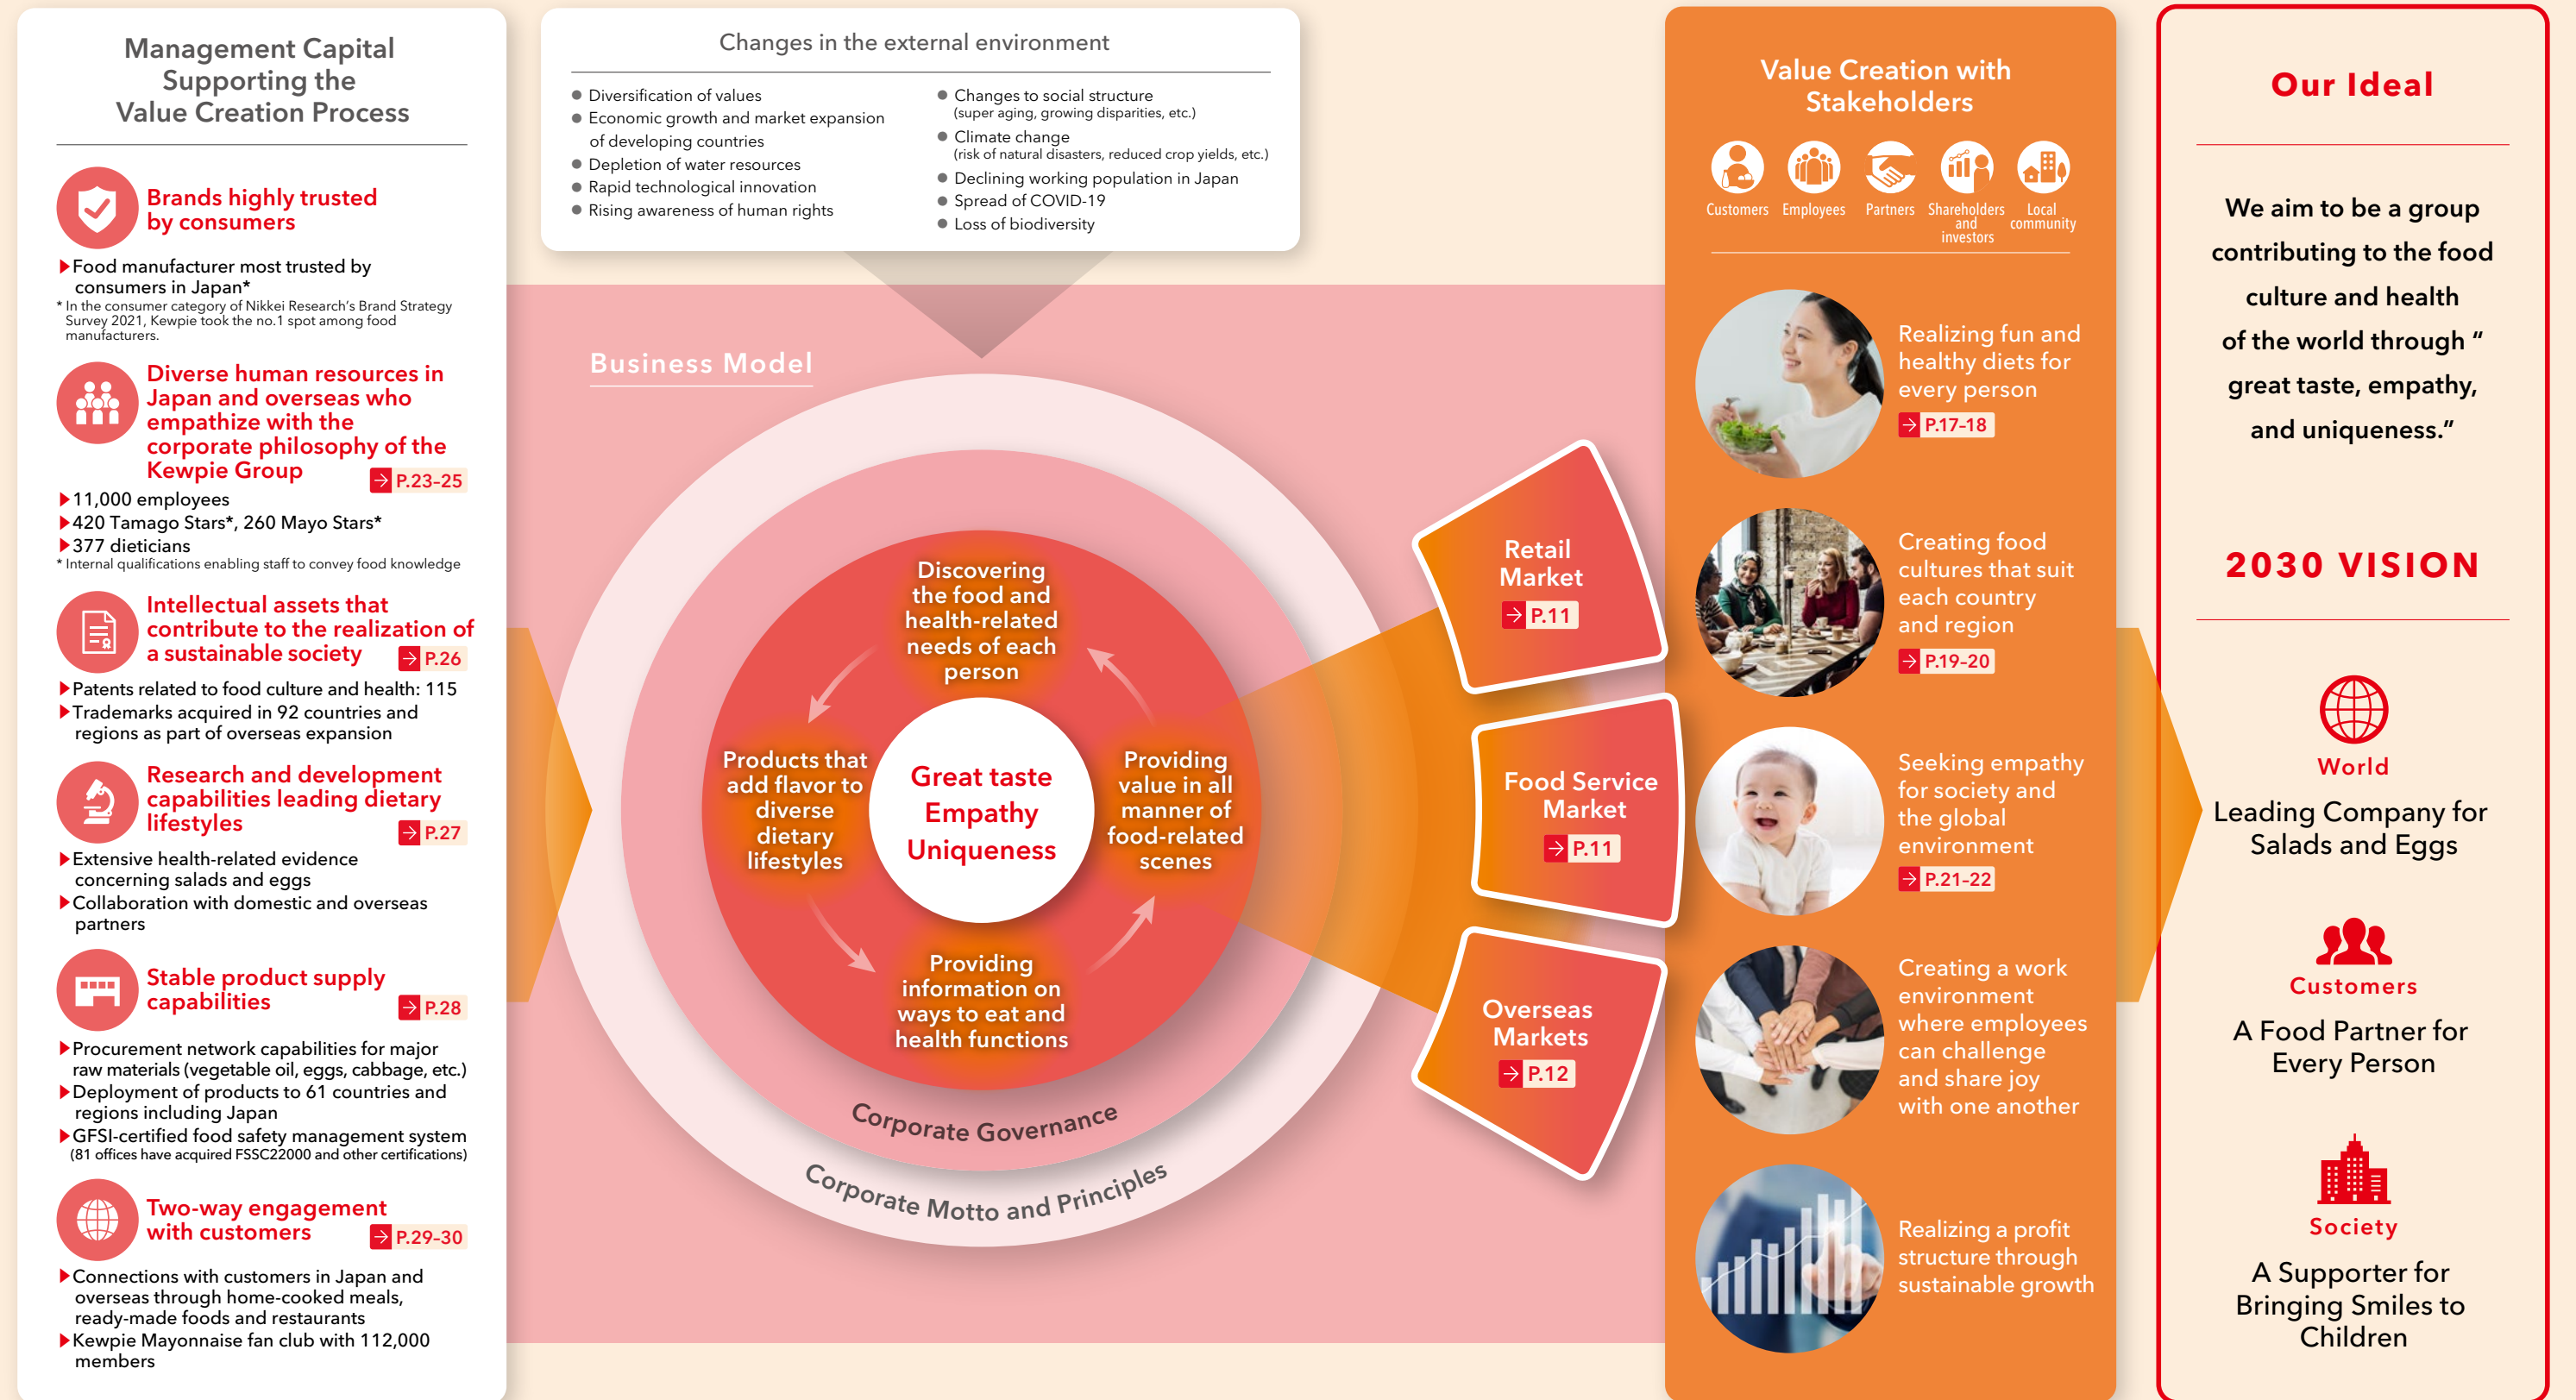 Management Capital
Supporting the
Value Creation Process
Brands highly trusted
by consumers
Food manufacturer most trusted by
consumers in Japan*
* In the consumer category of Nikkei Research’s Brand Strategy
Survey 2021, Kewpie took the no.1 spot among food
manufacturers.
Diverse human resources in
Japan and overseas who
empathize with the
corporate philosophy of the
Kewpie Group
→ P.23–25
11,000 employees
420 Tamago Stars*, 260 Mayo Stars*
377 dieticians
* Internal qualifications enabling staff to convey food knowledge
Intellectual assets that
contribute to the realization of
a sustainable society
→ P.26
Patents related to food culture and health: 115
Trademarks acquired in 92 countries and
regions as part of overseas expansion
Research and development
capabilities leading dietary
lifestyles
→ P.27
Extensive health-related evidence
concerning salads and eggs
Collaboration with domestic and overseas
partners
Stable product supply
capabilities
→ P.28
Procurement network capabilities for major
raw materials (vegetable oil, eggs, cabbage, etc.)
Deployment of products to 61 countries and
regions including Japan
GFSI-certified food safety management system
(81 offices have acquired FSSC22000 and other certifications)
Two-way engagement
with customers
→ P.29–30
Connections with customers in Japan and
overseas through home-cooked meals,
ready-made foods and restaurants
Kewpie Mayonnaise fan club with 112,000
members
Changes in the external environment
● Diversification of values
● Economic growth and market expansion
of developing countries
● Depletion of water resources
● Rapid technological innovation
● Rising awareness of human rights
● Changes to social structure
(super aging, growing disparities, etc.)
● Climate change
(risk of natural disasters, reduced crop yields, etc.)
● Declining working population in Japan
● Spread of COVID-19
● Loss of biodiversity
Business Model
Discovering
the food and
health-related
needs of each
person
Products that
add flavor to
diverse
dietary
lifestyles
Great taste
Empathy
Uniqueness
Providing
value in all
manner of
food-related
scenes
Providing
information on
ways to eat and
health functions
Corporate Governance
Corporate Motto and Principles
Retail
Market
→ P.11
Food Service
Market
→ P.11
Overseas
Markets
→ P.12
Value Creation with
Stakeholders
Customers
Employees
Partners
Shareholders
and
investors
Local
community
Realizing fun and
healthy diets for
every person
→ P.17–18
Creating food
cultures that suit
each country
and region
→ P.19–20
Seeking empathy
for society and
the global
environment
→ P.21–22
Creating a work
environment
where employees
can challenge
and share joy
with one another
Realizing a profit
structure through
sustainable growth
Our Ideal
We aim to be a group
contributing to the food
culture and health
of the world through “
great taste, empathy,
and uniqueness.”
2030 VISION
World
Leading Company for
Salads and Eggs
Customers
A Food Partner for
Every Person
Society
A Supporter for
Bringing Smiles to
Children